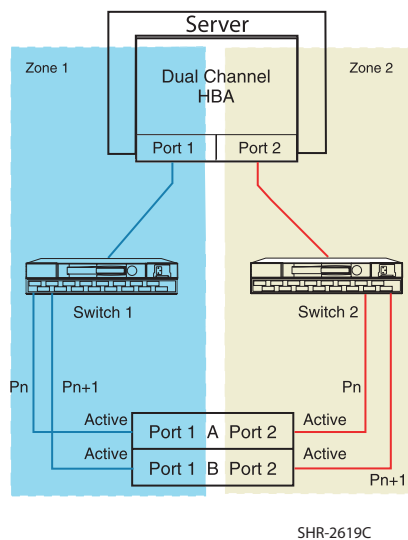 Server
Zone 1
Zone 2
Dual Channel
HBA
Port 1
Port 2
Switch 1
Switch 2
Pn
Pn+1
Pn
Active
Port 1
A
Port 2
Active
Active
Port 1
B
Port 2
Active
Pn+1
SHR-2619C